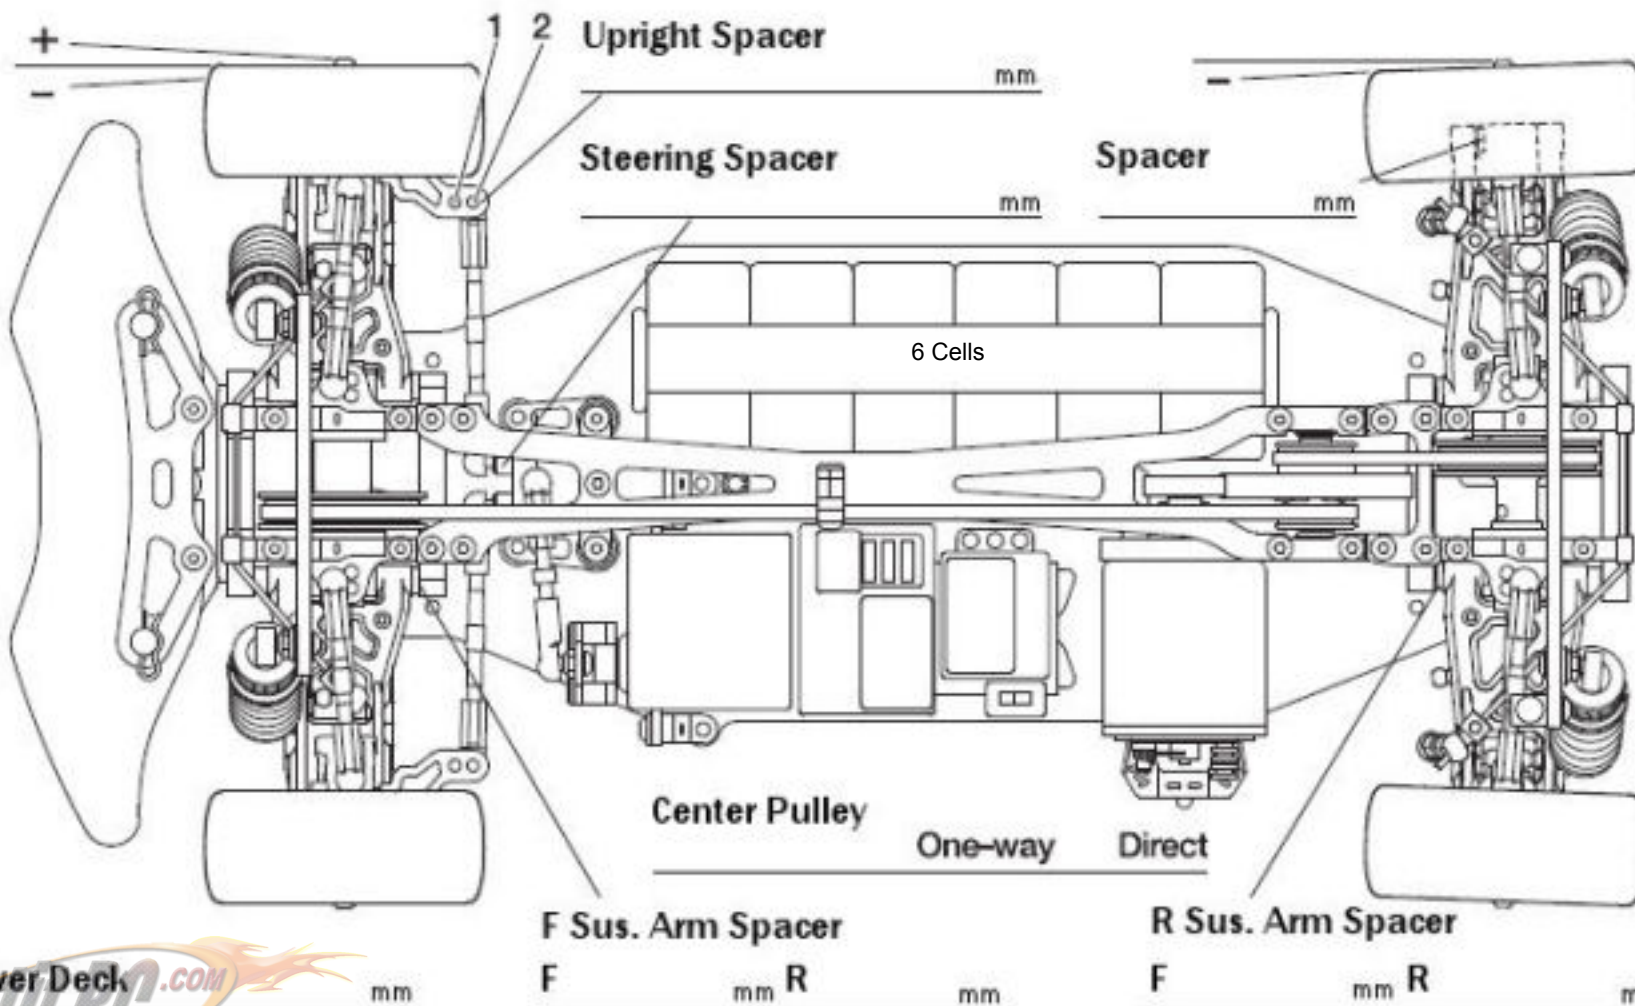 +
1 2 Upright Spacer
mm
-
-
Steering Spacer
mm
Spacer
mm
6 Cells
Center Pulley
One-way Direct
F Sus. Arm Spacer
R Sus. Arm Spacer
Deck mm
F mm R mm
F mm R
.COM